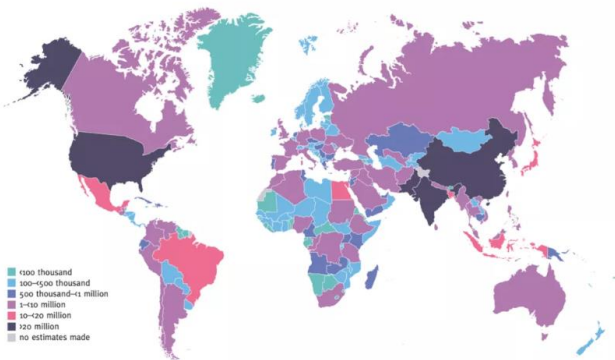 <100 thousand
100–<500 thousand
500 thousand–<1 million
1–<10 million
10–<20 million
>20 million
no estimates made